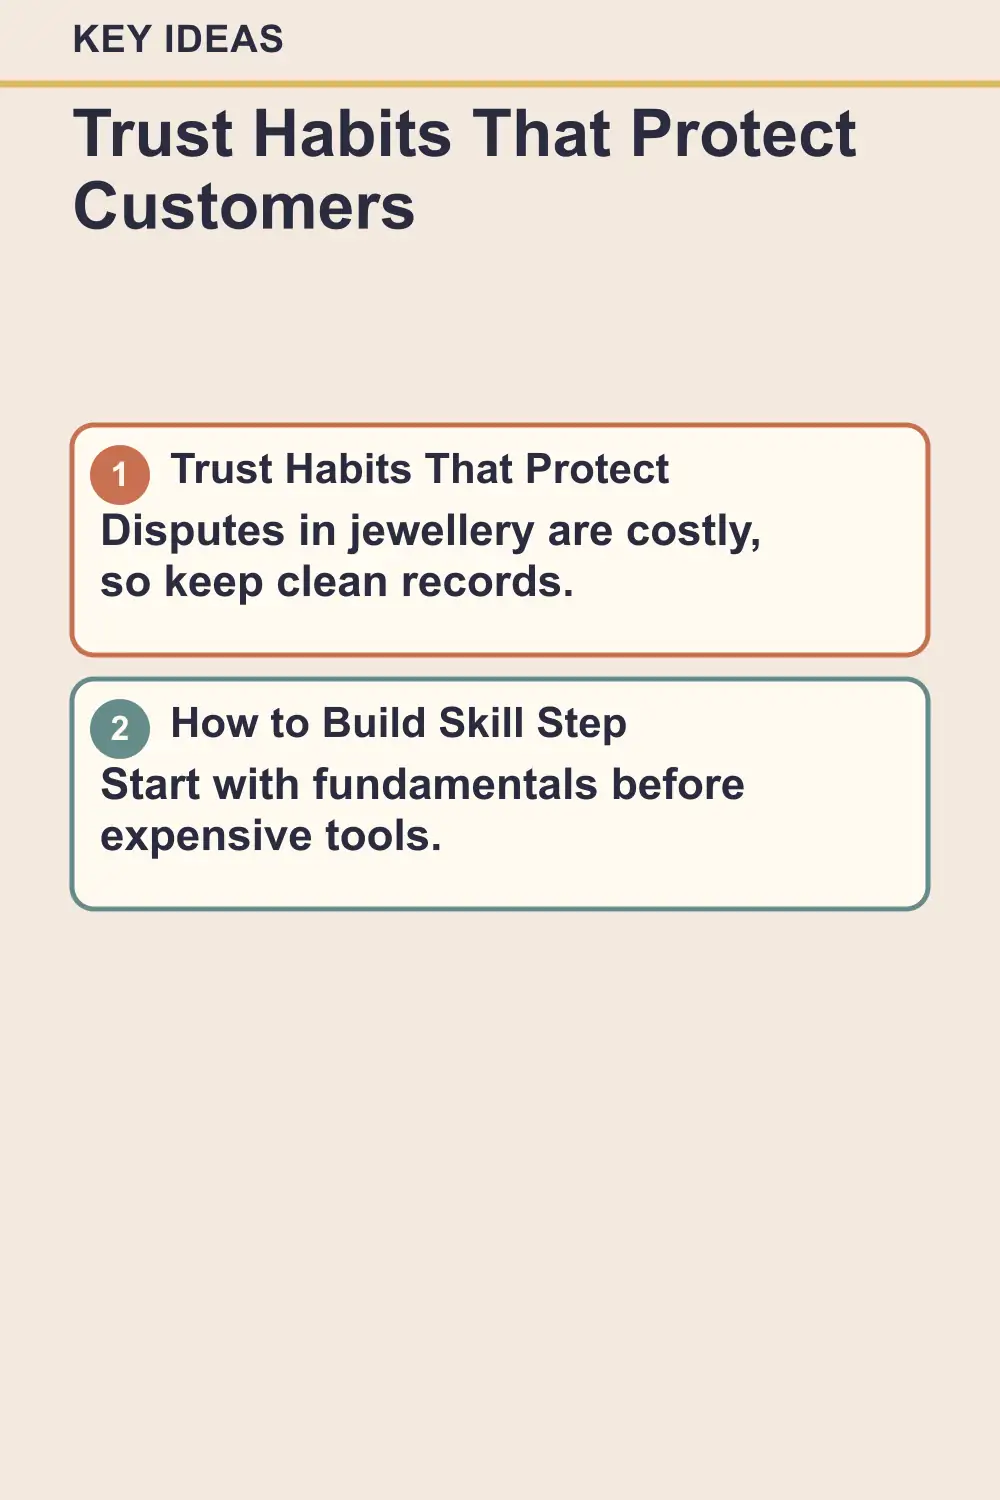 KEY IDEAS
Trust Habits That Protect
Customers
1 Trust Habits That Protect
Disputes in jewellery are costly,
so keep clean records.
2 How to Build Skill Step
Start with fundamentals before
expensive tools.